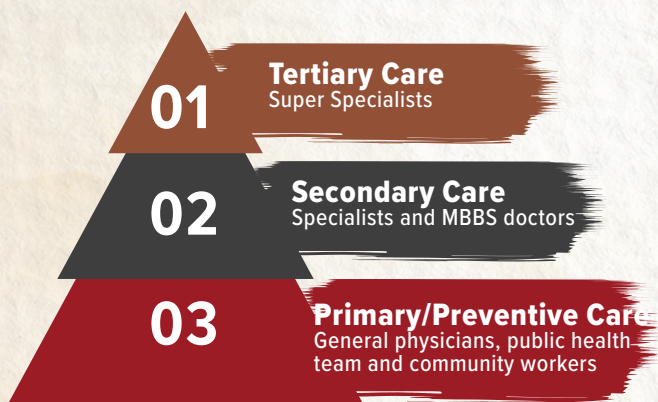 01
Tertiary Care
Super Specialists
02
Secondary Care
Specialists and MBBS doctors
03
Primary/Preventive Care
General physicians, public health
team and community workers